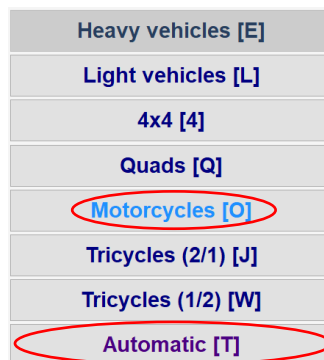 Heavy vehicles [E]
Light vehicles [L]
4x4 [4]
Quads [Q]
Motorcycles [O]
Tricycles (2/1) [J]
Tricycles (1/2) [W]
Automatic [T]